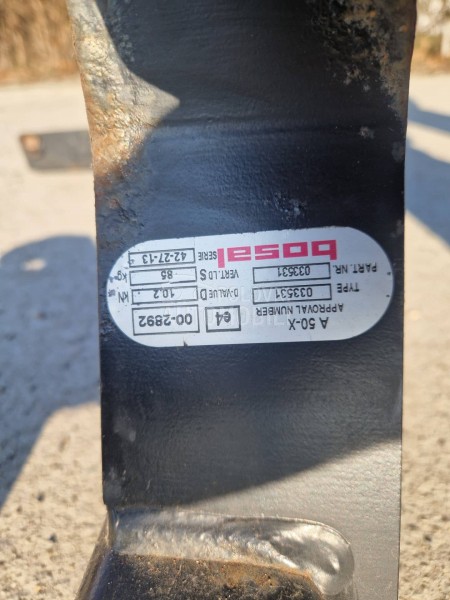 bosal
PART. NR. 033531 VERT. LD S 85 kg SERIE 42-27-13
TYPE 033531 D-VALUE D 10,2 KN
APPROVAL NUMBER e4 00-2892
A 50-X